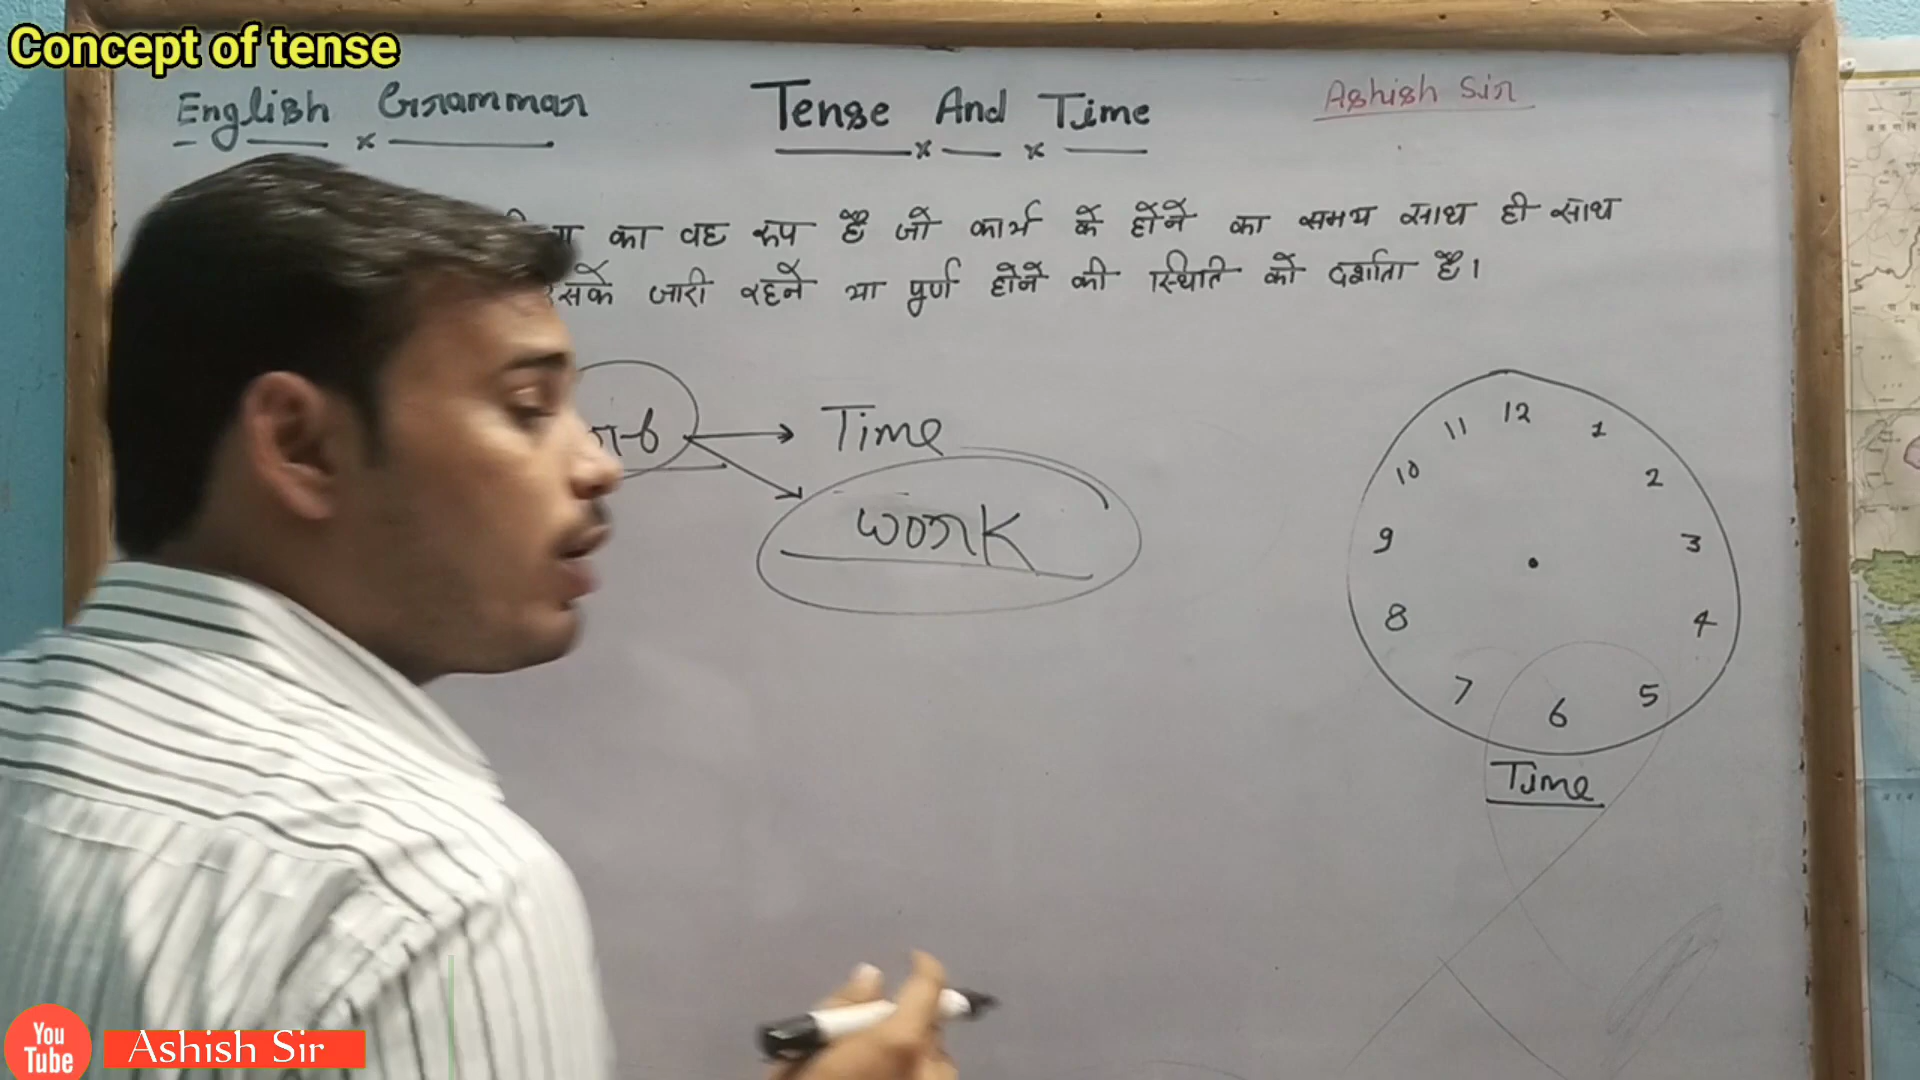 Concept of tense
English Grammar
Tense And Time
Ashish Sir
का वह रूप है जो कार्य के होने का समय साथ ही साथ
उसके जारी रहने या पुर्ण होने की स्थिति को दर्शाता है।
Time
work
12
11
1
10
2
9
3
8
4
7
6
5
Time
You
Tube
Ashish Sir